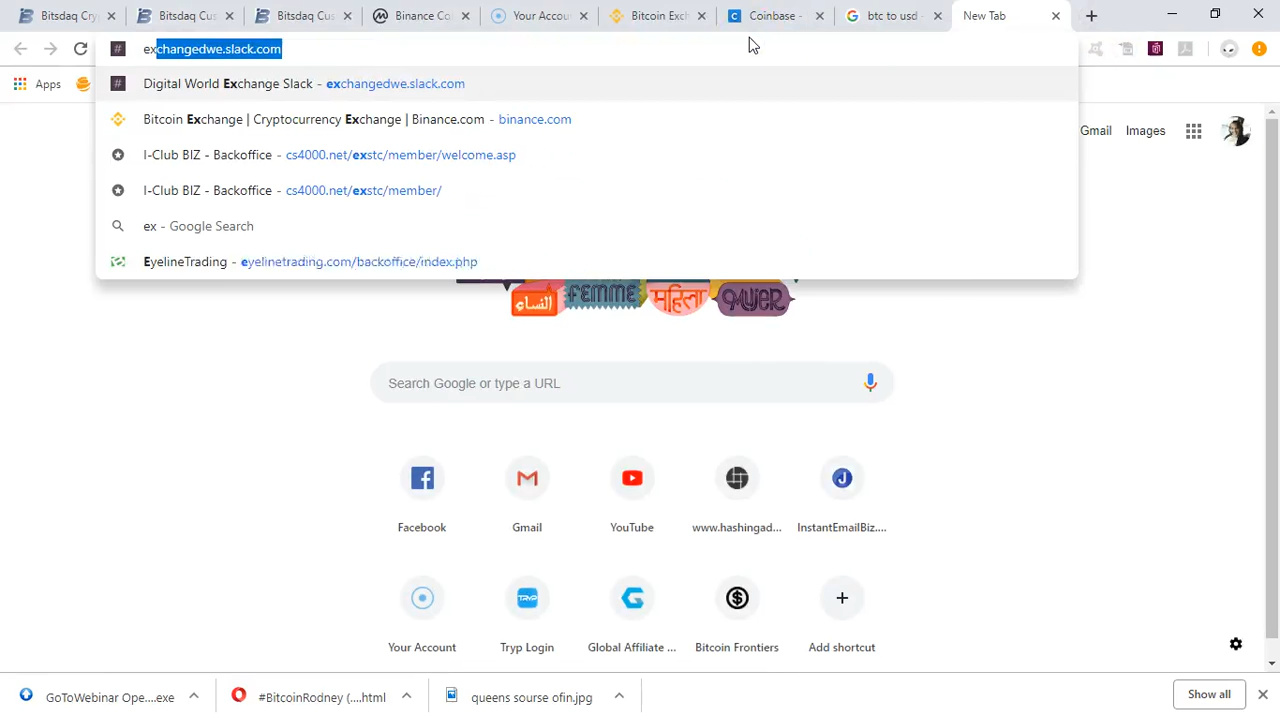 Bitsdaq Cry
Bitsdaq Cus
Bitsdaq Cus
Binance Co
Your Accou
Bitcoin Exch
Coinbase -
btc to usd -
New Tab
exchangedwe.slack.com
Apps
Digital World Exchange Slack - exchangedwe.slack.com
Bitcoin Exchange | Cryptocurrency Exchange | Binance.com - binance.com
I-Club BIZ - Backoffice - cs4000.net/exstc/member/welcome.asp
I-Club BIZ - Backoffice - cs4000.net/exstc/member/
ex - Google Search
EyelineTrading - eyelinetrading.com/backoffice/index.php
Gmail
Images
النساء
FEMME
महिला
MUJER
Search Google or type a URL
Facebook
Gmail
YouTube
www.hashingad...
InstantEmailBiz....
Your Account
Tryp Login
Global Affiliate ...
Bitcoin Frontiers
Add shortcut
GoToWebinar Ope....exe
#BitcoinRodney (....html
queens sourse ofin.jpg
Show all